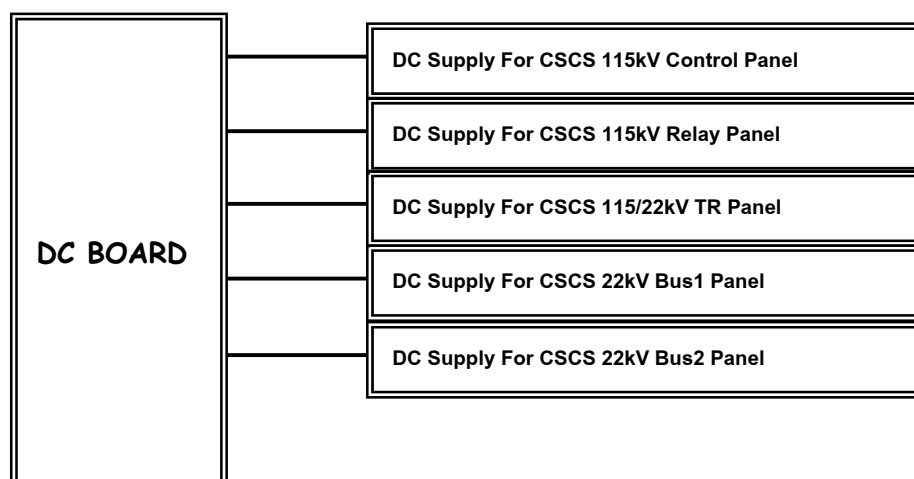 DC Supply For CSCS 115kV Control Panel
DC Supply For CSCS 115kV Relay Panel
DC Supply For CSCS 115/22kV TR Panel
DC BOARD
DC Supply For CSCS 22kV Bus1 Panel
DC Supply For CSCS 22kV Bus2 Panel